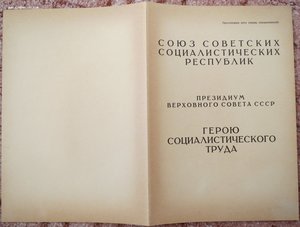 СОЮЗ СОВЕТСКИХ
СОЦИАЛИСТИЧЕСКИХ
РЕСПУБЛИК
ПРЕЗИДИУМ
ВЕРХОВНОГО СОВЕТА СССР
ГЕРОЮ
СОЦИАЛИСТИЧЕСКОГО
ТРУДА